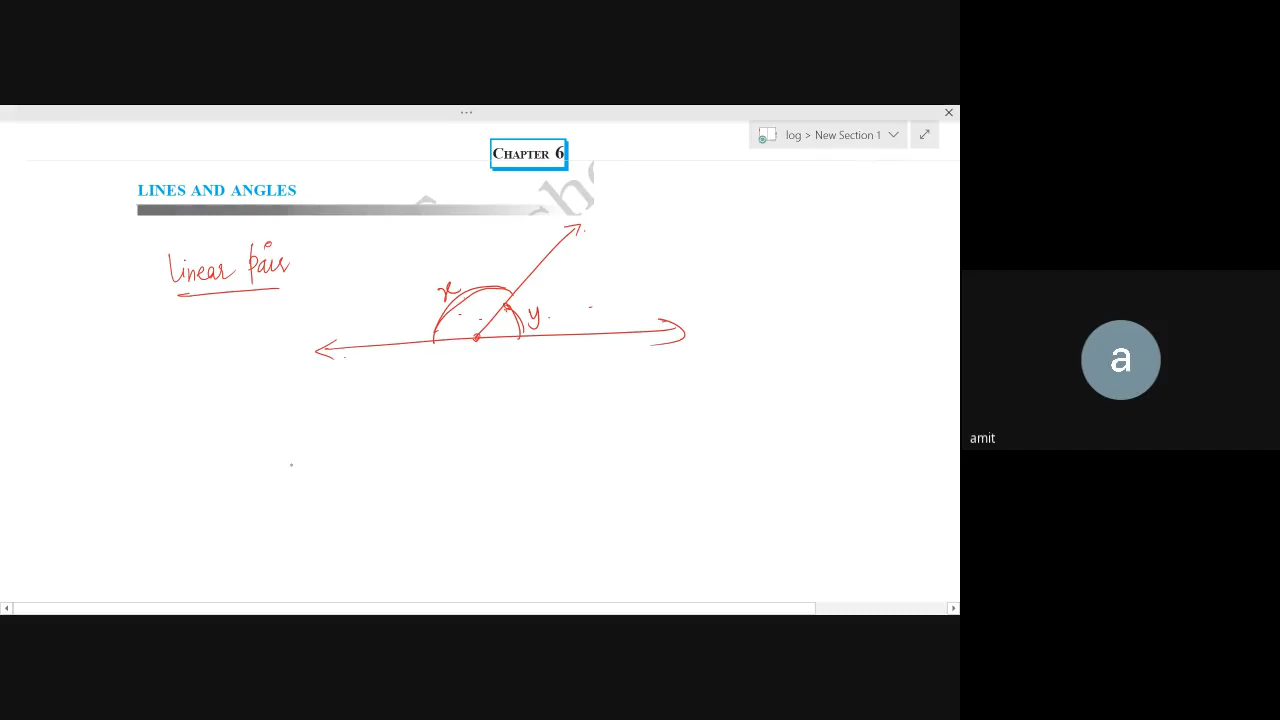 log > New Section 1
CHAPTER 6
LINES AND ANGLES
Linear Pair
x
y
a
amit